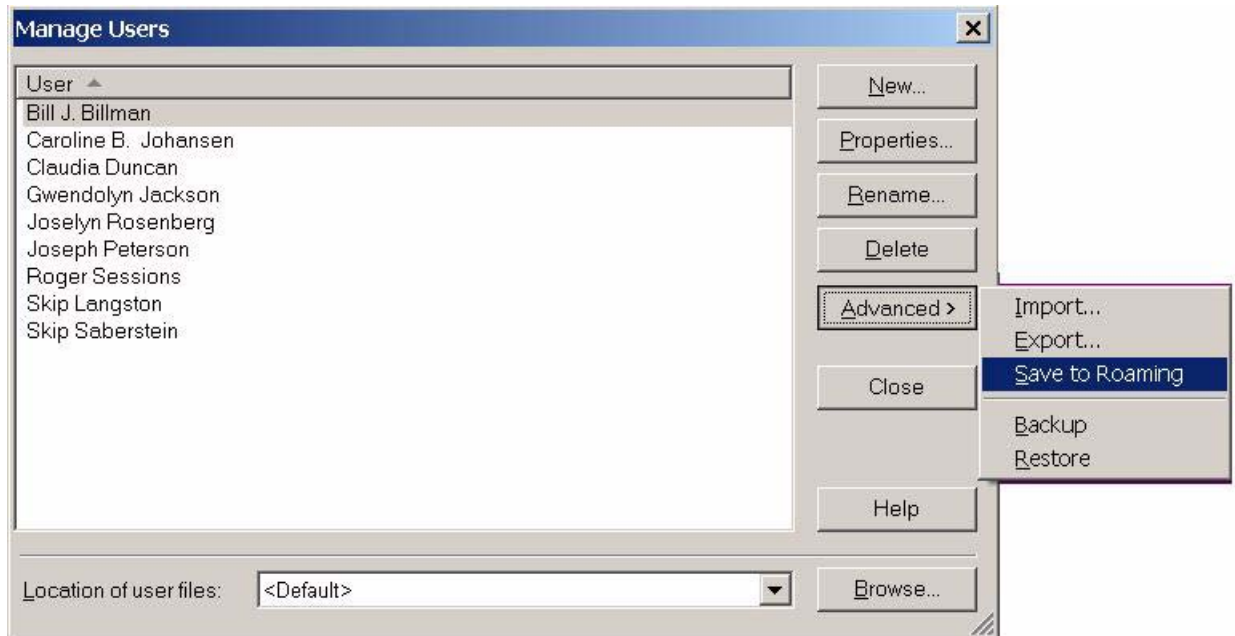 Manage Users
User
Bill J. Billman
Caroline B. Johansen
Claudia Duncan
Gwendolyn Jackson
Joselyn Rosenberg
Joseph Peterson
Roger Sessions
Skip Langston
Skip Saberstein
New...
Properties...
Rename...
Delete
Advanced >
Import...
Export...
Save to Roaming
Backup
Restore
Close
Help
Location of user files:
<Default>
Browse...